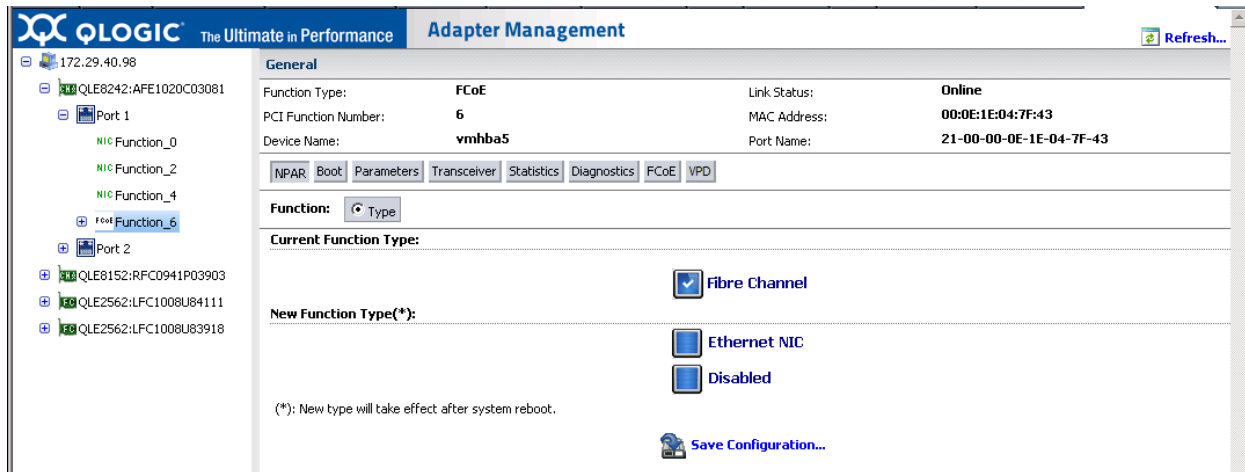 QLOGIC The Ultimate in Performance Adapter Management
Refresh...
172.29.40.98
QLE8242:AFE1020C03081
Port 1
NIC Function_0
NIC Function_2
NIC Function_4
FCoE Function_6
Port 2
QLE8152:RFC0941P03903
FC QLE2562:LFC1008U84111
FC QLE2562:LFC1008U83918
General
Function Type: FCoE Link Status: Online
PCI Function Number: 6 MAC Address: 00:0E:1E:04:7F:43
Device Name: vmhba5 Port Name: 21-00-00-0E-1E-04-7F-43
NPAR Boot Parameters Transceiver Statistics Diagnostics FCoE VPD
Function: Type
Current Function Type:
Fibre Channel
New Function Type(*):
Ethernet NIC
Disabled
(*): New type will take effect after system reboot.
Save Configuration...